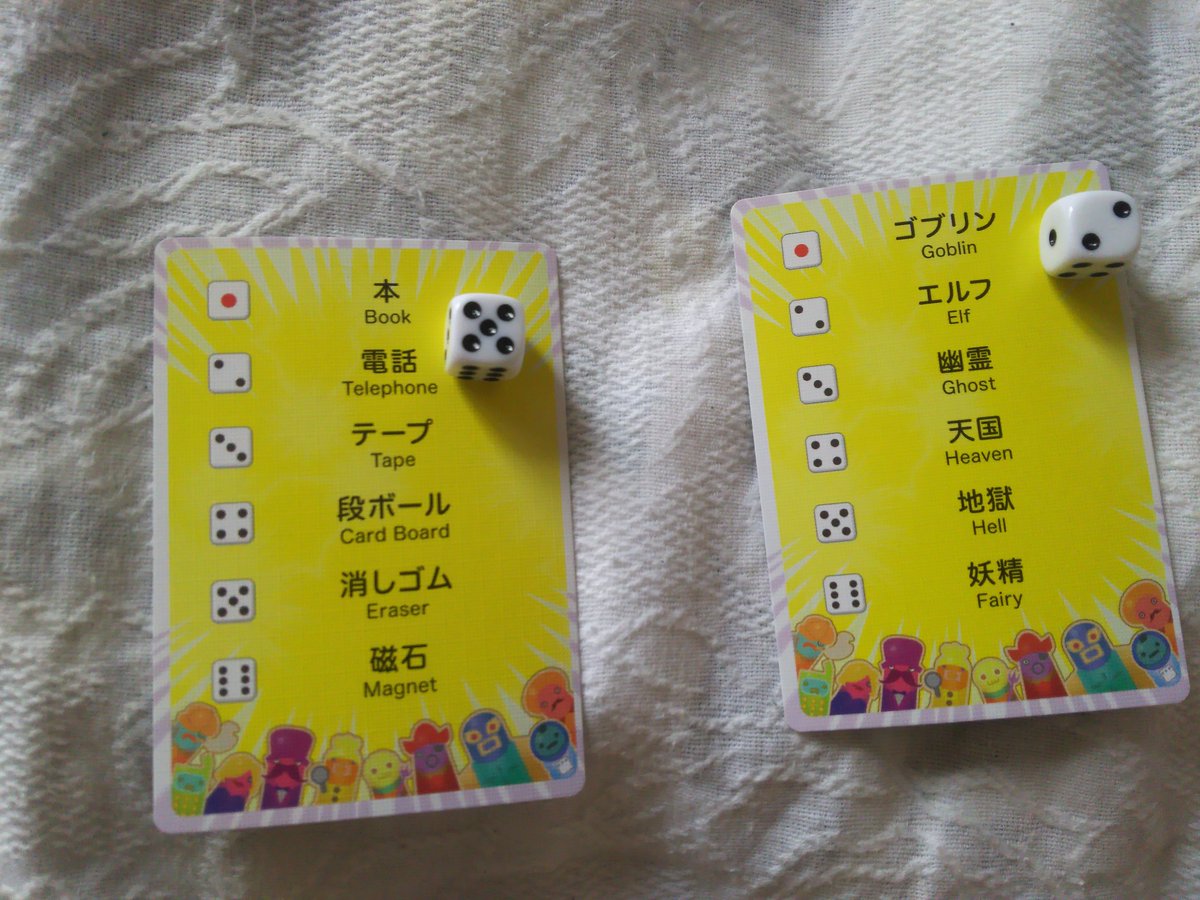 本
Book
電話
Telephone
テープ
Tape
段ボール
Card Board
消しゴム
Eraser
磁石
Magnet
ゴブリン
Goblin
エルフ
Elf
幽霊
Ghost
天国
Heaven
地獄
Hell
妖精
Fairy